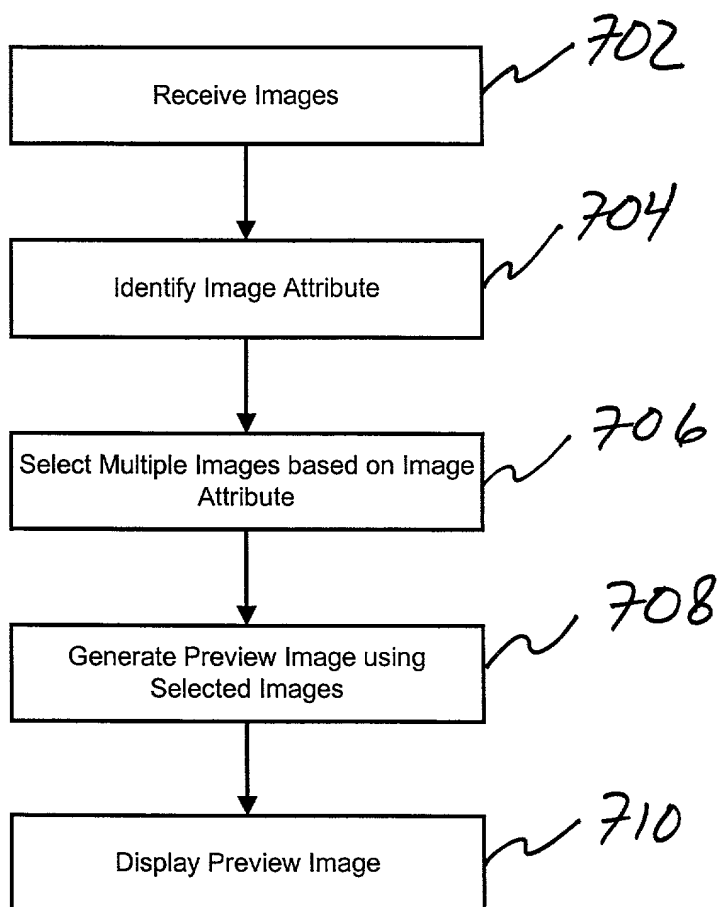 702
Receive Images
704
Identify Image Attribute
706
Select Multiple Images based on Image
Attribute
708
Generate Preview Image using
Selected Images
710
Display Preview Image